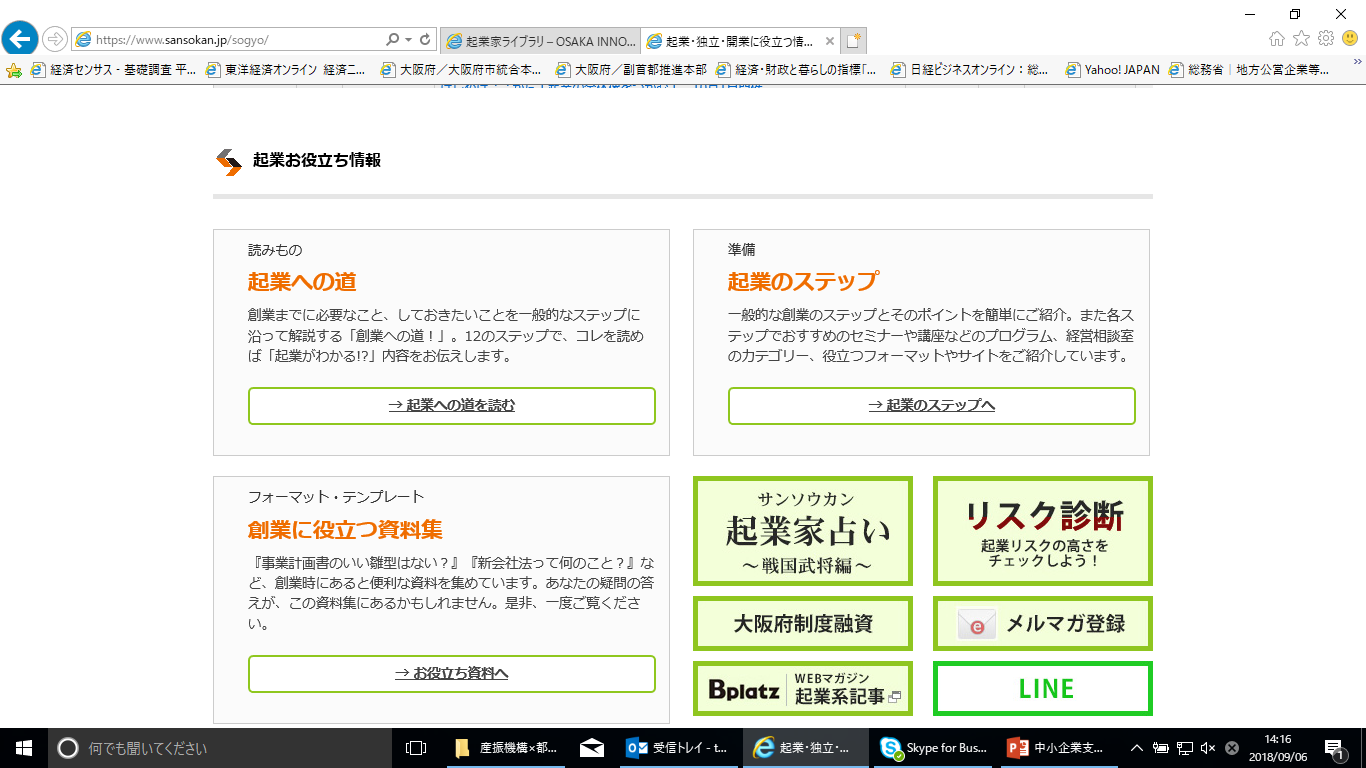 https://www.sansokan.jp/sogyo/
起業家ライブラリ – OSAKA INNO...
起業・独立・開業に役立つ情...
経済センサス - 基礎調査 平...
東洋経済オンライン 経済ニ...
大阪府／大阪府市統合本...
大阪府／副首都推進本部
経済・財政と暮らしの指標「...
日経ビジネスオンライン：総...
Yahoo! JAPAN
総務省｜地方公営企業等...
起業お役立ち情報
読みもの
起業への道
創業までに必要なこと、しておきたいことを一般的なステップに
沿って解説する「創業への道！」。12のステップで、コレを読め
ば「起業がわかる!?」内容をお伝えします。
→ 起業への道を読む
準備
起業のステップ
一般的な創業のステップとそのポイントを簡単にご紹介。また各ス
テップでおすすめのセミナーや講座などのプログラム、経営相談室
のカテゴリー、役立つフォーマットやサイトをご紹介しています。
→ 起業のステップへ
フォーマット・テンプレート
創業に役立つ資料集
『事業計画書のいい雛型はない？』『新会社法って何のこと？』な
ど、創業時にあると便利な資料を集めています。あなたの疑問の答
えが、この資料集にあるかもしれません。是非、一度ご覧くださ
い。
→ お役立ち資料へ
サンソウカン
起業家占い
～戦国武将編～
リスク診断
起業リスクの高さを
チェックしよう！
大阪府制度融資
e
メルマガ登録
Bplatz
WEBマガジン
起業系記事
LINE
何でも聞いてください
産振機構×都...
受信トレイ - t...
起業・独立・...
Skype for Bus...
中小企業支...
14:16
2018/09/06
1